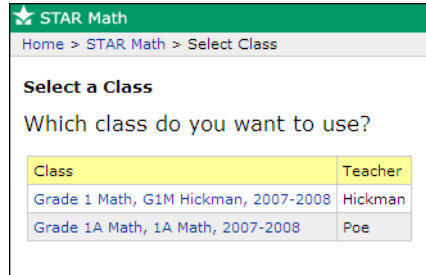 STAR Math
Home > STAR Math > Select Class
Select a Class
Which class do you want to use?
Class Teacher
Grade 1 Math, G1M Hickman, 2007-2008 Hickman
Grade 1A Math, 1A Math, 2007-2008 Poe